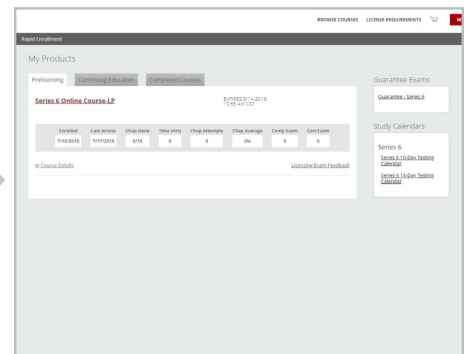 BROWSE COURSES LICENSE REQUIREMENTS M
Rapid Enrollment
My Products
Prelicensing Continuing Education Completed Courses
Series 6 Online Course-LP
EXPIRES:9/14/2018
10:56 AM CST
Enrolled Last Access Chap Done Time (Hrs) Chap Attempts Chap Average Comp Exam Cert Exam
7/16/2018 7/17/2018 0/15 0 0 0% 0 0
Course Details Licensing Exam Feedback
Guarantee Exams
Guarantee - Series 6
Study Calendars
Series 6
Series 6 10-Day Testing
Calendar
Series 6 14-Day Testing
Calendar